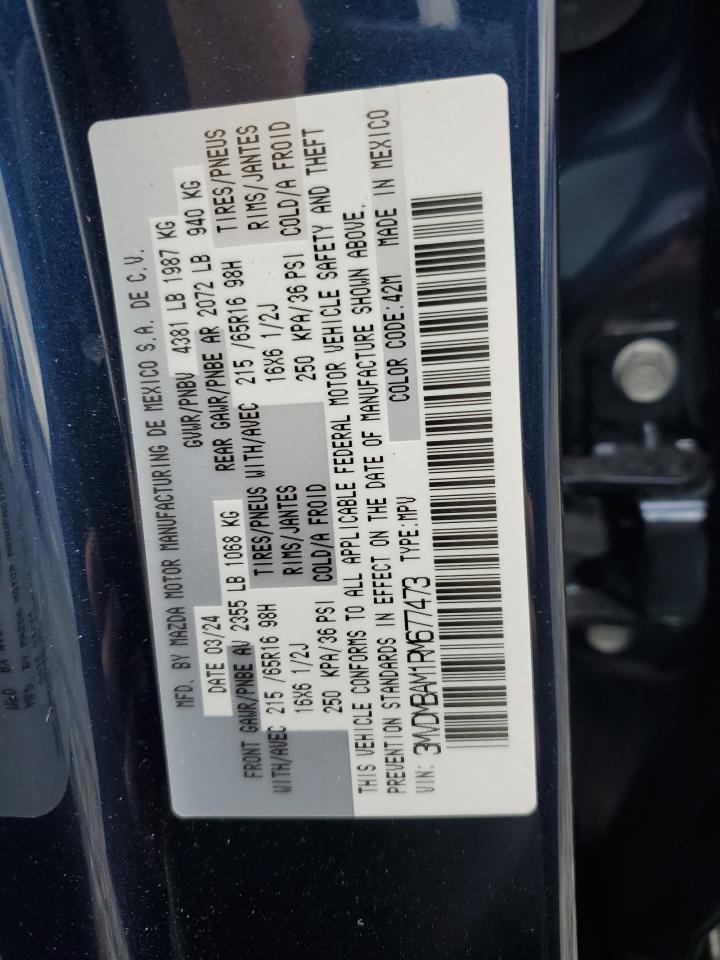 MFD. BY MAZDA MOTOR MANUFACTURING DE MEXICO S.A. DE C.V.
DATE 03/24 GVWR/PNBV 4381 LB 1987 KG
FRONT GAWR/PNBE AV 2355 LB 1068 KG REAR GAWR/PNBE AR 2072 LB 940 KG
WITH/AVEC 215 /65R16 98H TIRES/PNEUS WITH/AVEC 215 /65R16 98H TIRES/PNEUS
16X6 1/2J RIMS/JANTES 16X6 1/2J RIMS/JANTES
250 KPA/36 PSI COLD/A FROID 250 KPA/36 PSI COLD/A FROID
THIS VEHICLE CONFORMS TO ALL APPLICABLE FEDERAL MOTOR VEHICLE SAFETY AND THEFT
PREVENTION STANDARDS IN EFFECT ON THE DATE OF MANUFACTURE SHOWN ABOVE.
VIN: 3MVDMBAM1RM677473 TYPE:MPV COLOR CODE:42M MADE IN MEXICO